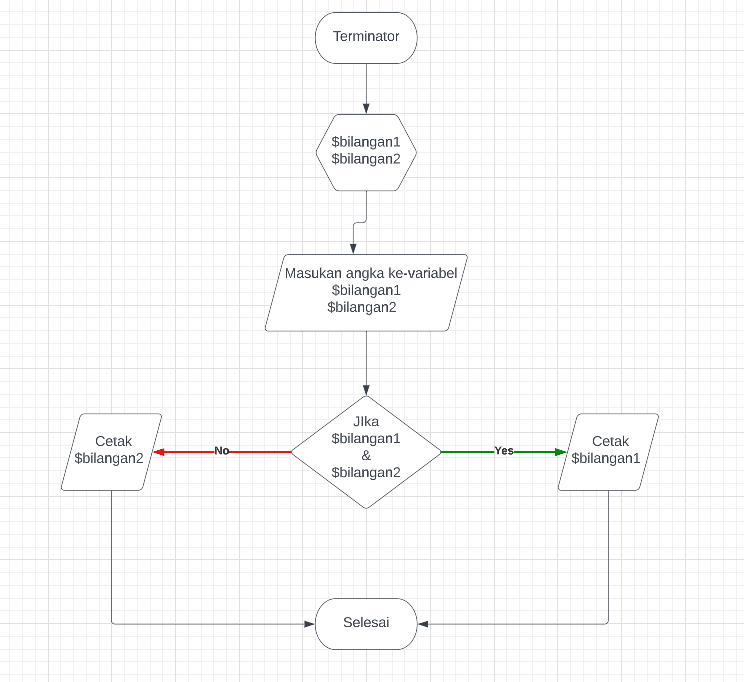 Terminator
$bilangan1
$bilangan2
Masukan angka ke-variabel
$bilangan1
$bilangan2
JIka
$bilangan1
&
$bilangan2
No
Yes
Cetak
$bilangan2
Cetak
$bilangan1
Selesai